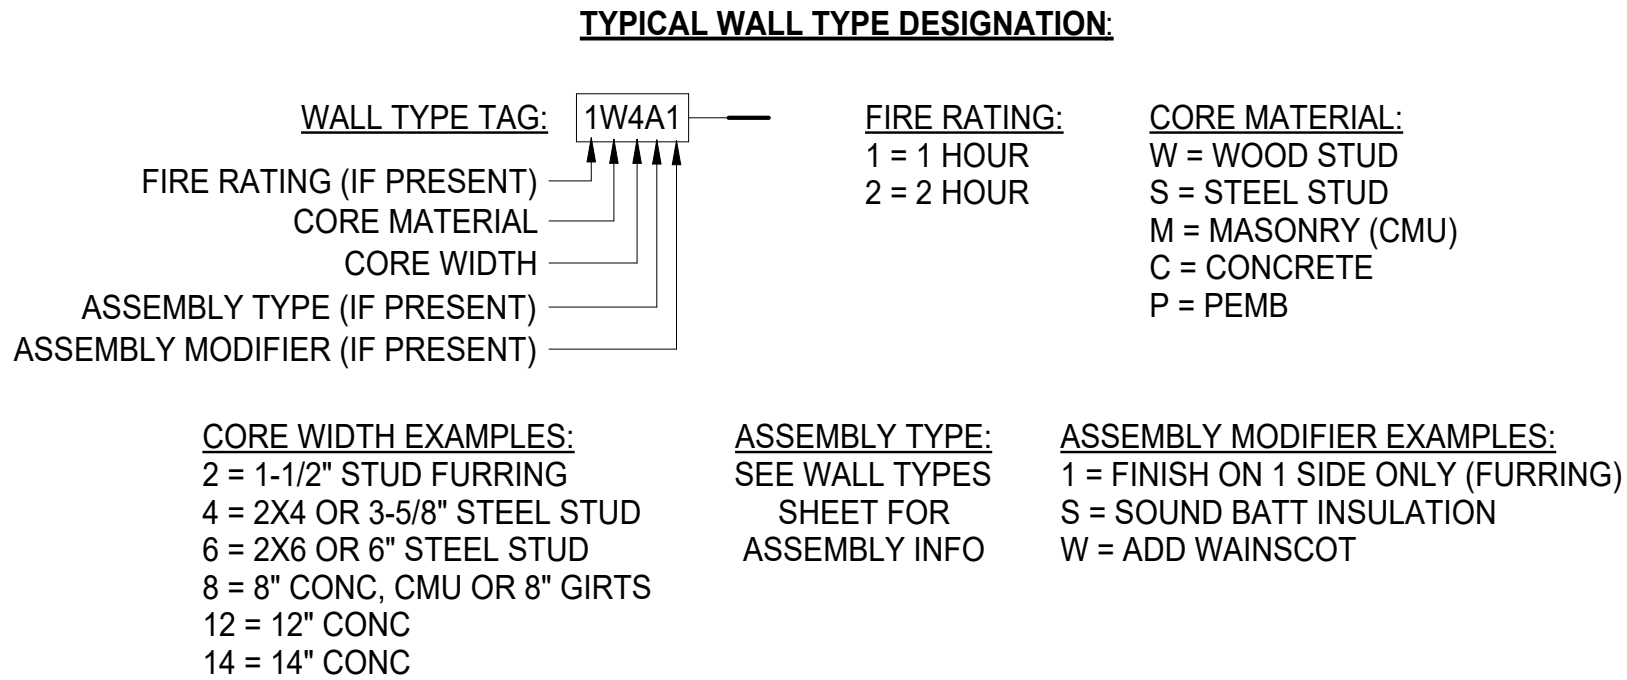 TYPICAL WALL TYPE DESIGNATION:
WALL TYPE TAG: 1W4A1
FIRE RATING (IF PRESENT)
CORE MATERIAL
CORE WIDTH
ASSEMBLY TYPE (IF PRESENT)
ASSEMBLY MODIFIER (IF PRESENT)
FIRE RATING:
1 = 1 HOUR
2 = 2 HOUR
CORE MATERIAL:
W = WOOD STUD
S = STEEL STUD
M = MASONRY (CMU)
C = CONCRETE
P = PEMB
CORE WIDTH EXAMPLES:
2 = 1-1/2" STUD FURRING
4 = 2X4 OR 3-5/8" STEEL STUD
6 = 2X6 OR 6" STEEL STUD
8 = 8" CONC, CMU OR 8" GIRTS
12 = 12" CONC
14 = 14" CONC
ASSEMBLY TYPE:
SEE WALL TYPES
SHEET FOR
ASSEMBLY INFO
ASSEMBLY MODIFIER EXAMPLES:
1 = FINISH ON 1 SIDE ONLY (FURRING)
S = SOUND BATT INSULATION
W = ADD WAINSCOT